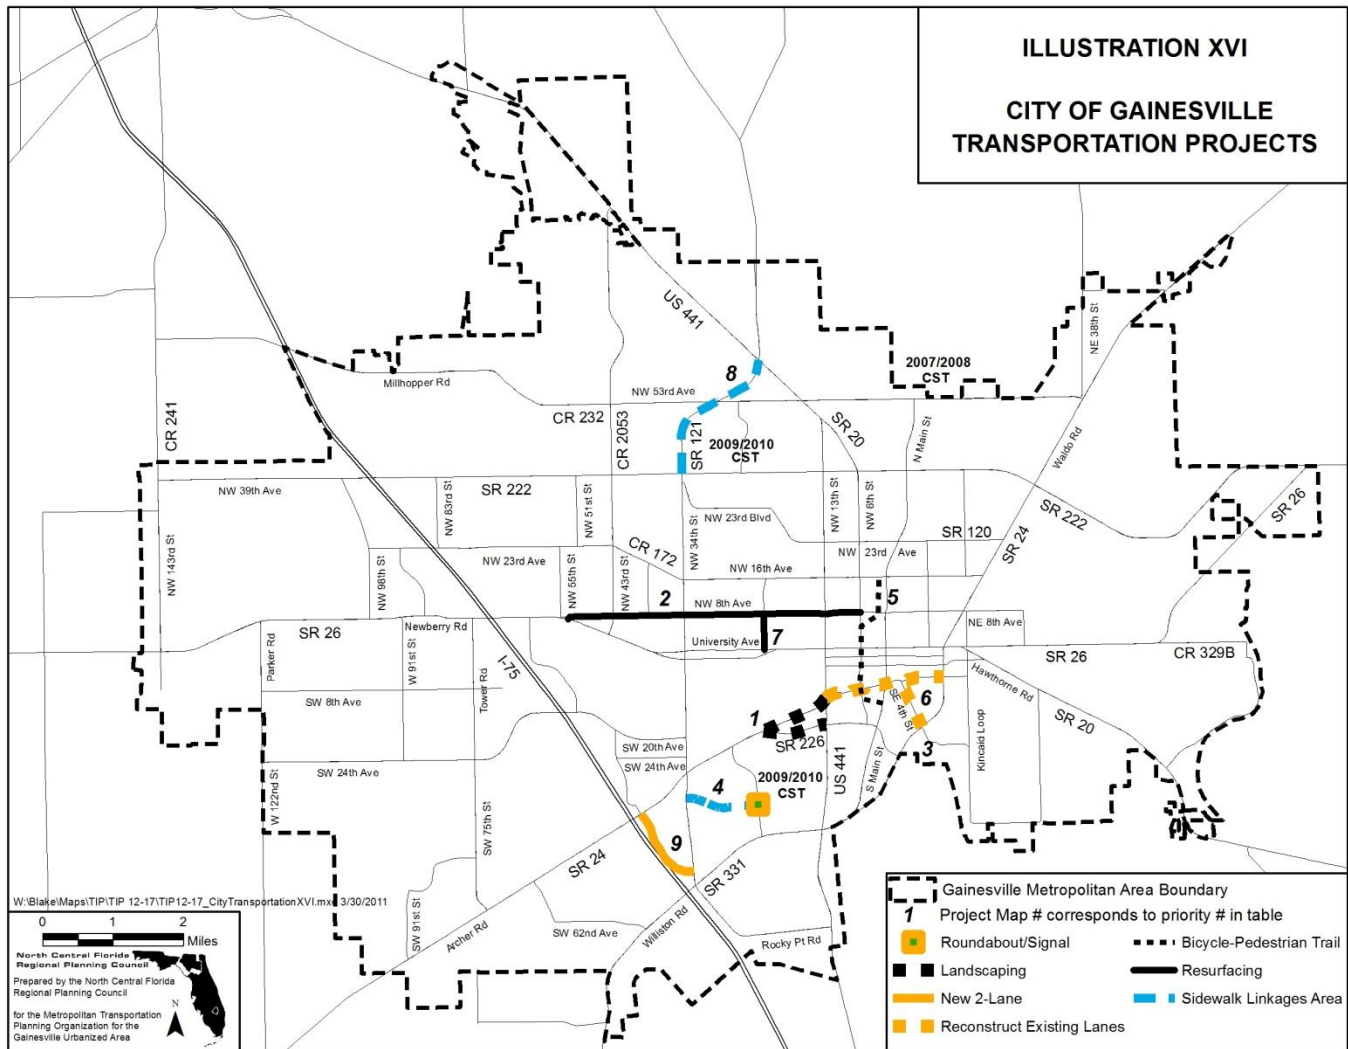 ILLUSTRATION XVI
CITY OF GAINESVILLE
TRANSPORTATION PROJECTS
US 441
NE 38th St
2007/2008
CST
Millhopper Rd
8
NW 53rd Ave
CR 241
CR 232
CR 2053
SR 121
SR 20
N Main St
Waldo Rd
2009/2010
CST
NW 39th Ave
SR 222
NW 83rd St
NW 51st St
NW 23rd Blvd
NW 13th St
NW 6th St
SR 120
SR 24
SR 222
SR 26
NW 143rd St
NW 98th St
NW 23rd Ave
CR 172
NW 34th St
NW 23rd Ave
NW 16th Ave
NW 55th St
NW 43rd St
2
NW 8th Ave
5
NE 8th Ave
SR 26
Newberry Rd
University Ave
7
SR 26
CR 329B
Parker Rd
W 91st St
I-75
Tower Rd
Hawthorne Rd
SW 8th Ave
SE 4th St
6
Kincaid Loop
SR 20
1
SR 226
3
SW 20th Ave
SW 24th Ave
SW 24th Ave
US 441
S Main St
W 122nd St
2009/2010
CST
4
SW 75th St
9
SR 24
SR 331
SW 91st St
Archer Rd
SW 62nd Ave
Williston Rd
Rocky Pt Rd
W:\Blake\Maps\TIP\TIP 12-17\TIP12-17_CityTransportationXVI.mxd 3/30/2011
0 1 2
Miles
North Central Florida
Regional Planning Council
Prepared by the North Central Florida
Regional Planning Council
N
for the Metropolitan Transportation
Planning Organization for the
Gainesville Urbanized Area
Gainesville Metropolitan Area Boundary
1 Project Map # corresponds to priority # in table
Roundabout/Signal
Bicycle-Pedestrian Trail
Landscaping
Resurfacing
New 2-Lane
Sidewalk Linkages Area
Reconstruct Existing Lanes